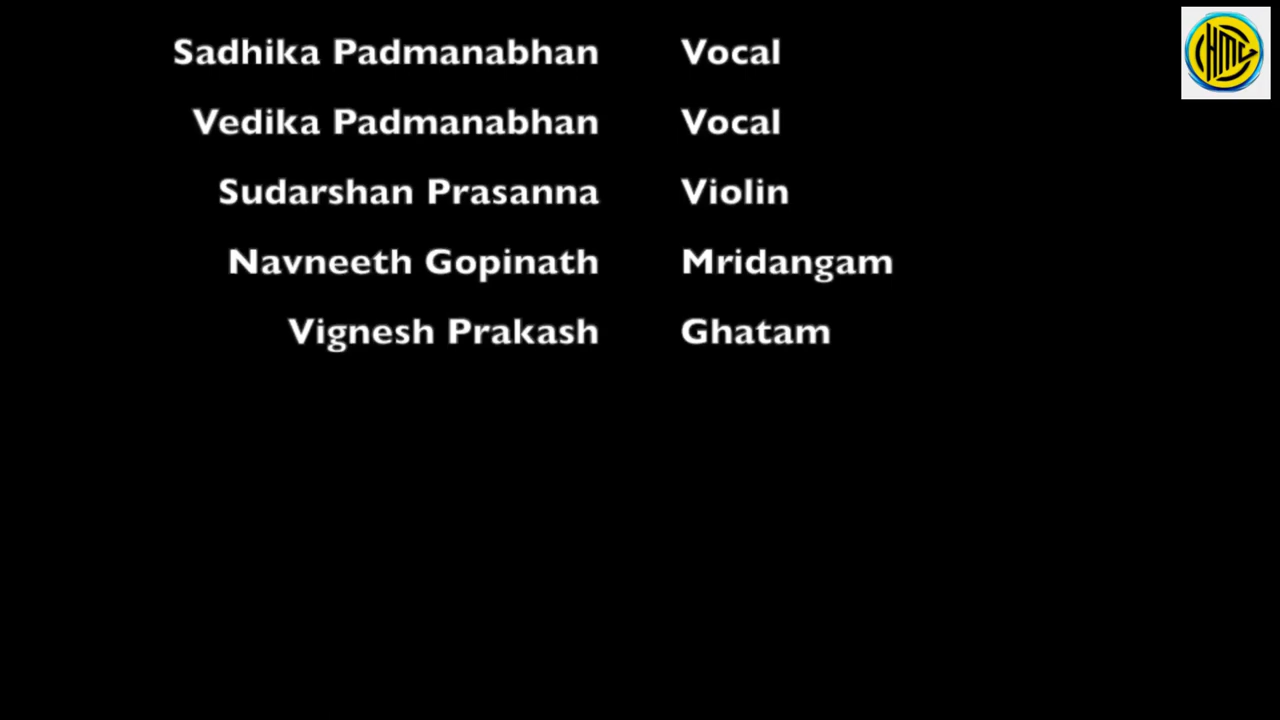 Sadhika Padmanabhan Vocal
Vedika Padmanabhan Vocal
Sudarshan Prasanna Violin
Navneeth Gopinath Mridangam
Vignesh Prakash Ghatam